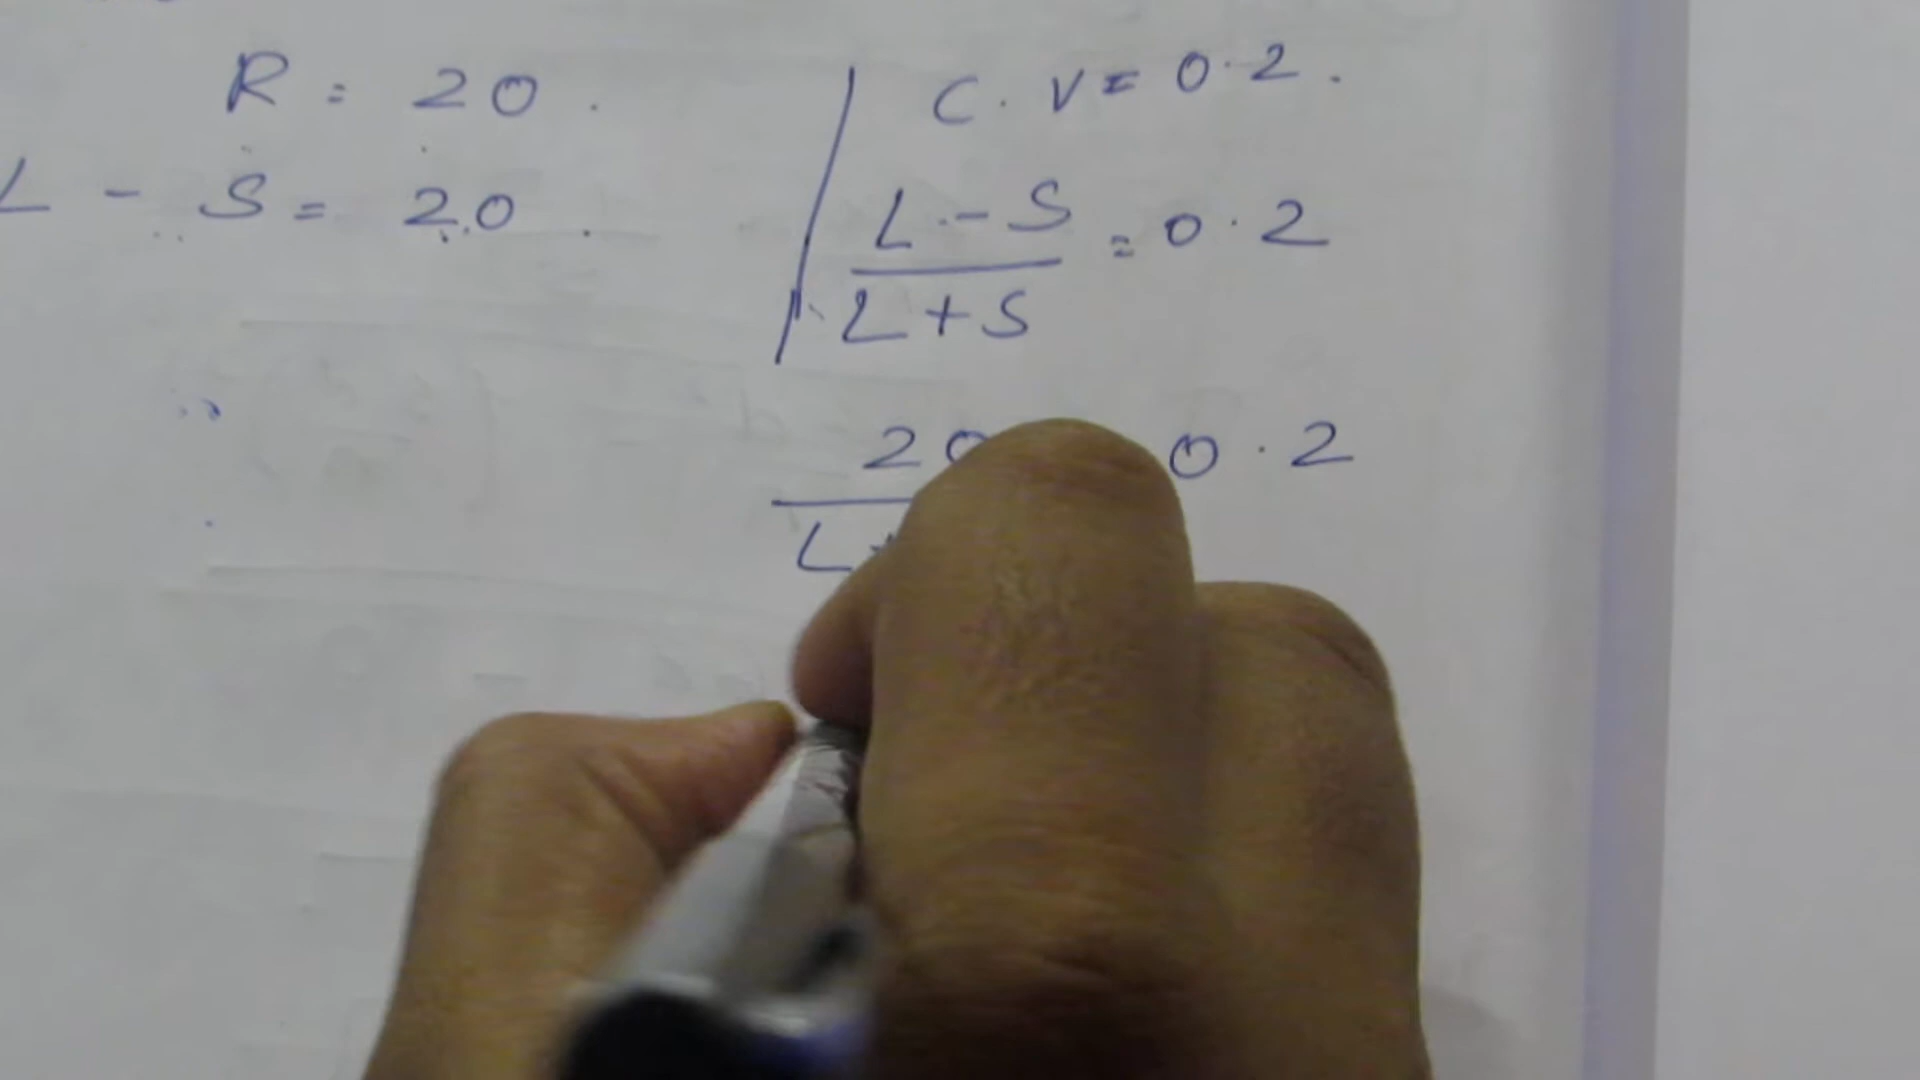 R = 20.
L - S = 20.
C.V = 0.2.
L - S
L + S
= 0.2
20 0.2
L +